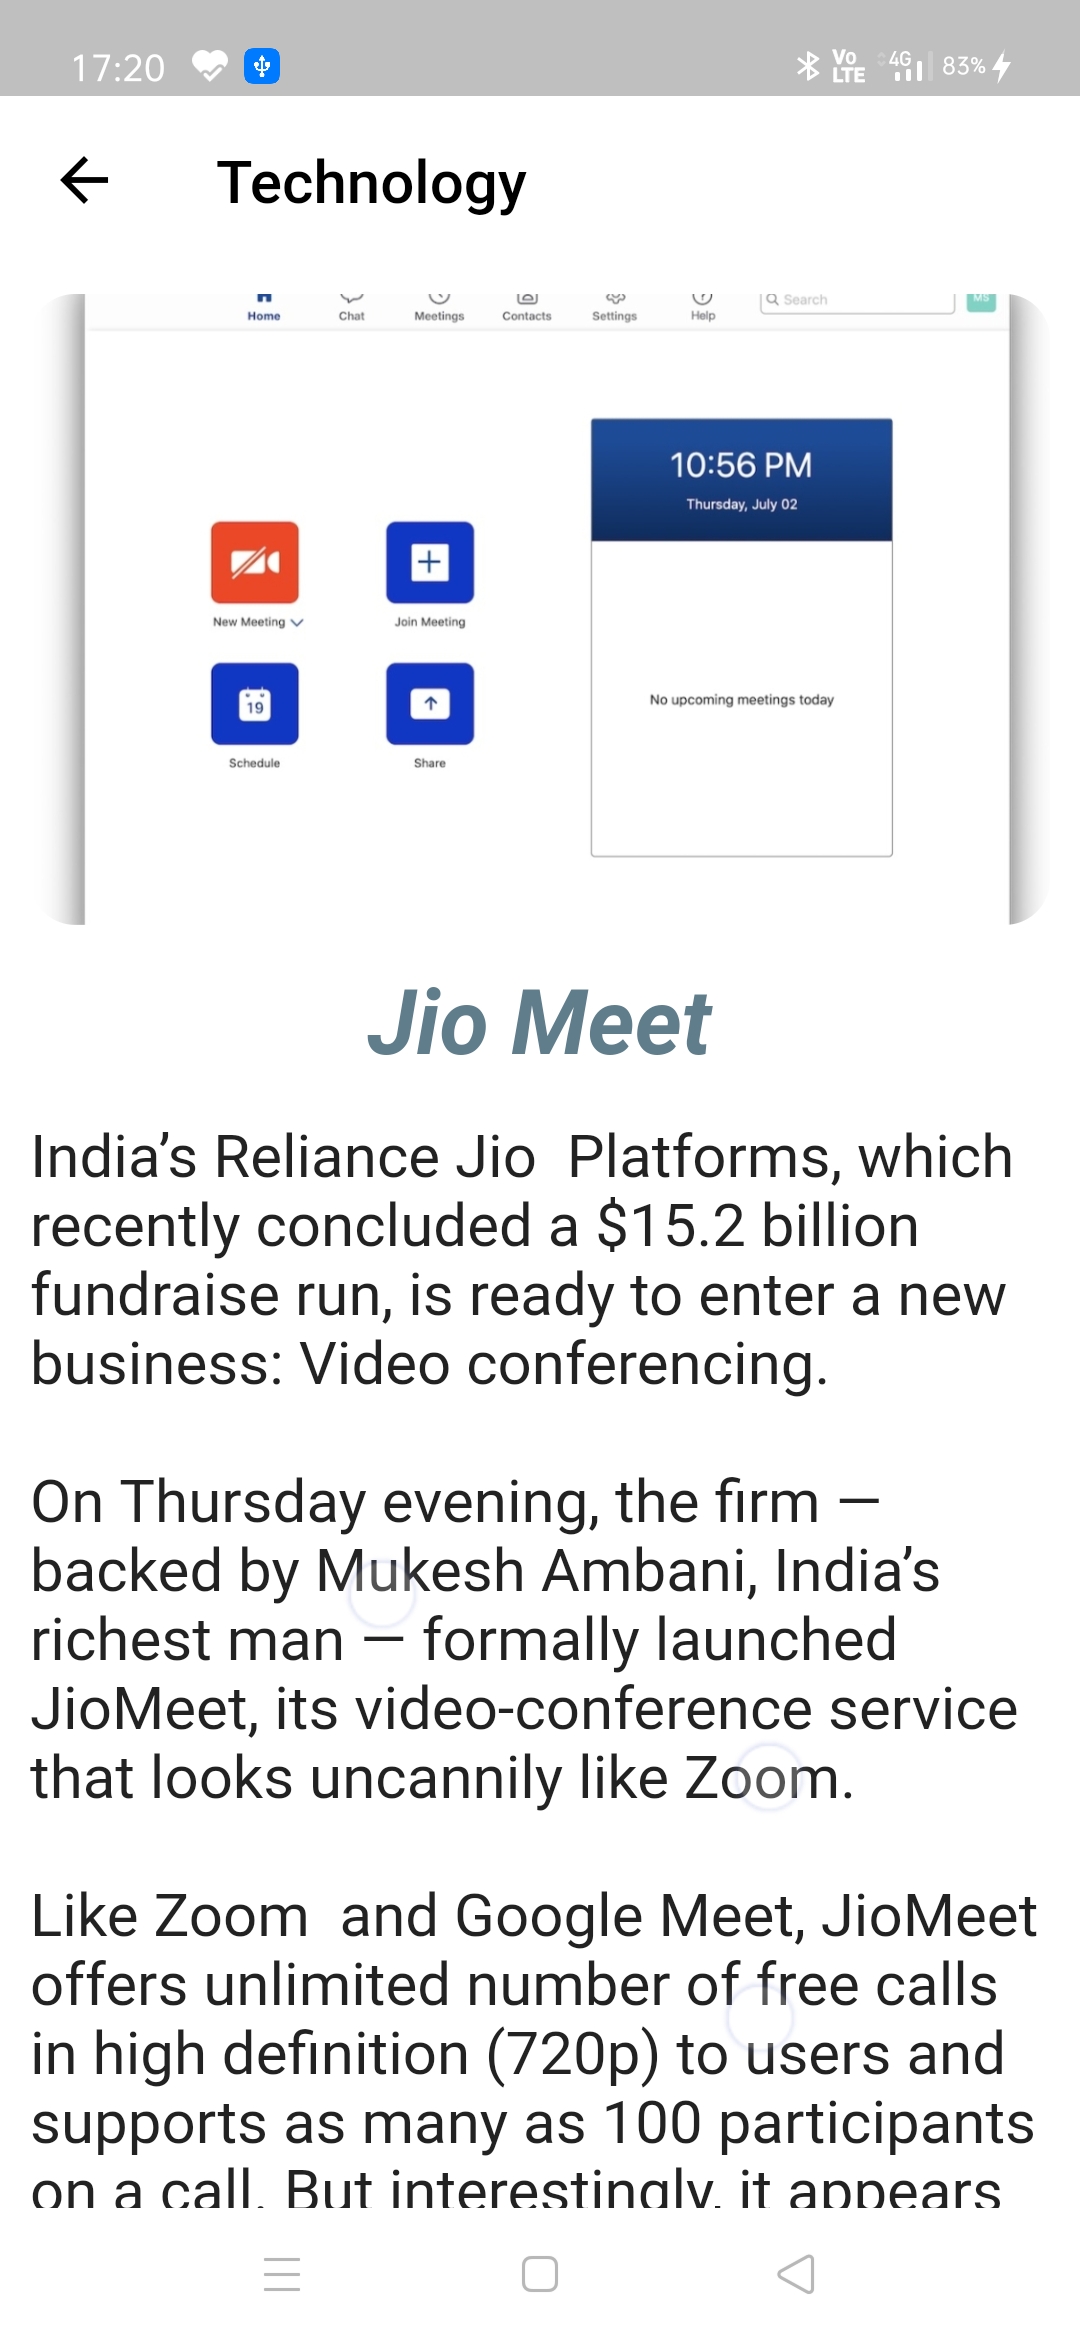 17:20 Vo LTE 4G 83%
Technology
Home Chat Meetings Contacts Settings Help Search MS
10:56 PM
Thursday, July 02
New Meeting Join Meeting
No upcoming meetings today
19
Schedule Share
Jio Meet
India’s Reliance Jio  Platforms, which
recently concluded a $15.2 billion
fundraise run, is ready to enter a new
business: Video conferencing.
On Thursday evening, the firm —
backed by Mukesh Ambani, India’s
richest man — formally launched
JioMeet, its video-conference service
that looks uncannily like Zoom.
Like Zoom  and Google Meet, JioMeet
offers unlimited number of free calls
in high definition (720p) to users and
supports as many as 100 participants
on a call. But interestingly, it appears